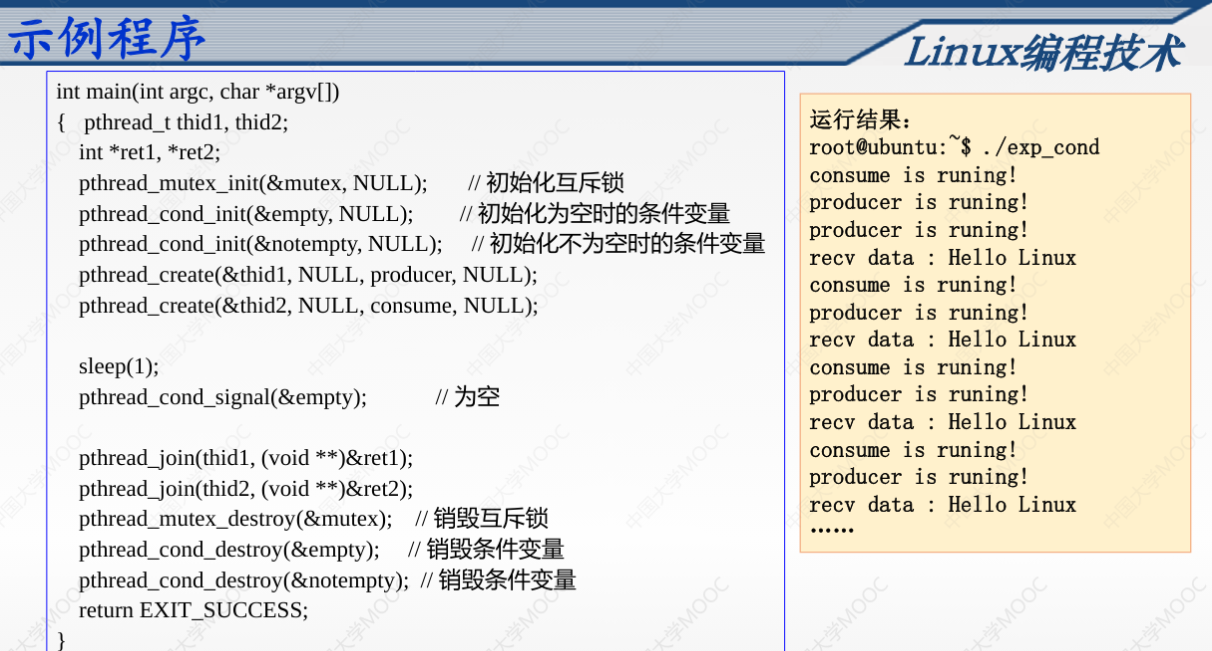 示例程序
Linux编程技术
int main(int argc, char *argv[])
{ pthread_t thid1, thid2;
int *ret1, *ret2;
pthread_mutex_init(&mutex, NULL); // 初始化互斥锁
pthread_cond_init(&empty, NULL); // 初始化为空时的条件变量
pthread_cond_init(&notempty, NULL); // 初始化不为空时的条件变量
pthread_create(&thid1, NULL, producer, NULL);
pthread_create(&thid2, NULL, consume, NULL);
sleep(1);
pthread_cond_signal(&empty); // 为空
pthread_join(thid1, (void **)&ret1);
pthread_join(thid2, (void **)&ret2);
pthread_mutex_destroy(&mutex); // 销毁互斥锁
pthread_cond_destroy(&empty); // 销毁条件变量
pthread_cond_destroy(&notempty); // 销毁条件变量
return EXIT_SUCCESS;
}
运行结果：
root@ubuntu:~$ ./exp_cond
consume is runing!
producer is runing!
producer is runing!
recv data : Hello Linux
consume is runing!
producer is runing!
recv data : Hello Linux
consume is runing!
producer is runing!
recv data : Hello Linux
consume is runing!
producer is runing!
recv data : Hello Linux
……
中国大学MOOC